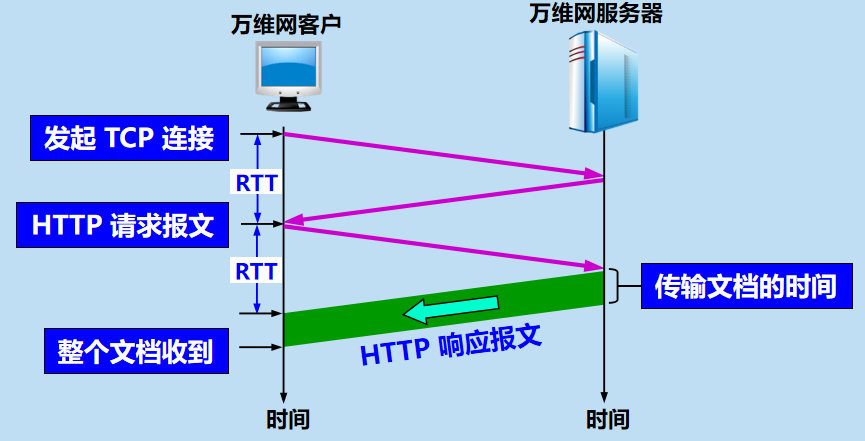 万维网客户
万维网服务器
发起 TCP 连接
RTT
HTTP 请求报文
RTT
传输文档的时间
整个文档收到
HTTP 响应报文
时间
时间